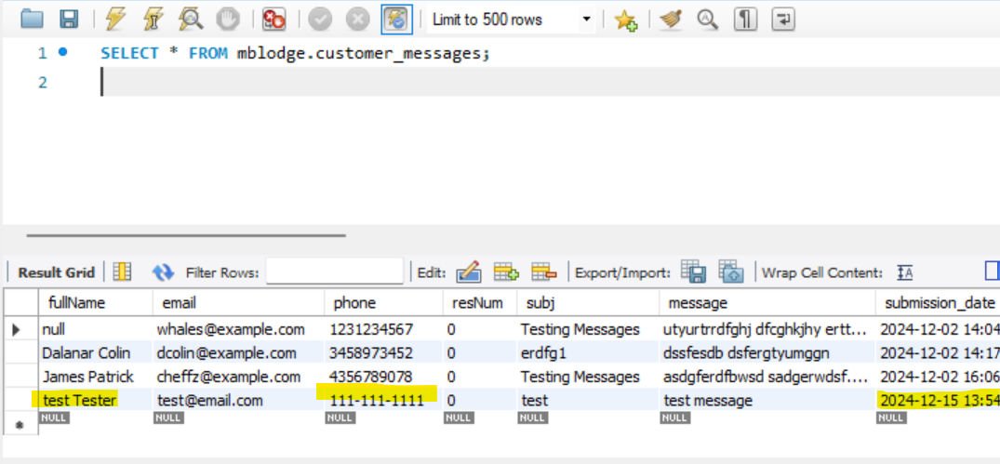 Limit to 500 rows
1 SELECT * FROM mblodge.customer_messages;
2
Result Grid Filter Rows: Edit: Export/Import: Wrap Cell Content: IA
fullName email phone resNum subj message submission_date
null whales@example.com 1231234567 0 Testing Messages utyurtrrdfghj dfcghkjhy ertt... 2024-12-02 14:04
Dalanar Colin dcolin@example.com 3458973452 0 erdfg1 dssfesdb dsfergtyumggn 2024-12-02 14:17
James Patrick cheffz@example.com 4356789078 0 Testing Messages asdgferdfbwsd sadgerwdsf.... 2024-12-02 16:06
test Tester test@email.com 111-111-1111 0 test test message 2024-12-15 13:54
NULL NULL NULL NULL NULL NULL NULL